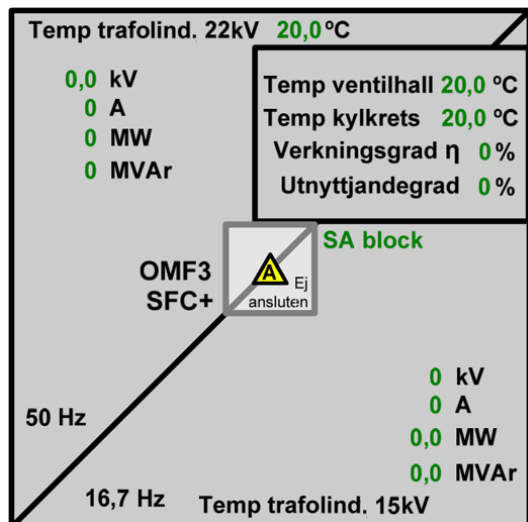 Temp trafolind. 22kV 20,0 ºC
0,0 kV
0 A
0 MW
0 MVAr
Temp ventilhall 20,0 ºC
Temp kylkrets 20,0 ºC
Verkningsgrad η 0 %
Utnyttjandegrad 0 %
SA block
OMF3
SFC+
A
Ej
ansluten
0 kV
0 A
0,0 MW
0,0 MVAr
50 Hz
16,7 Hz
Temp trafolind. 15kV